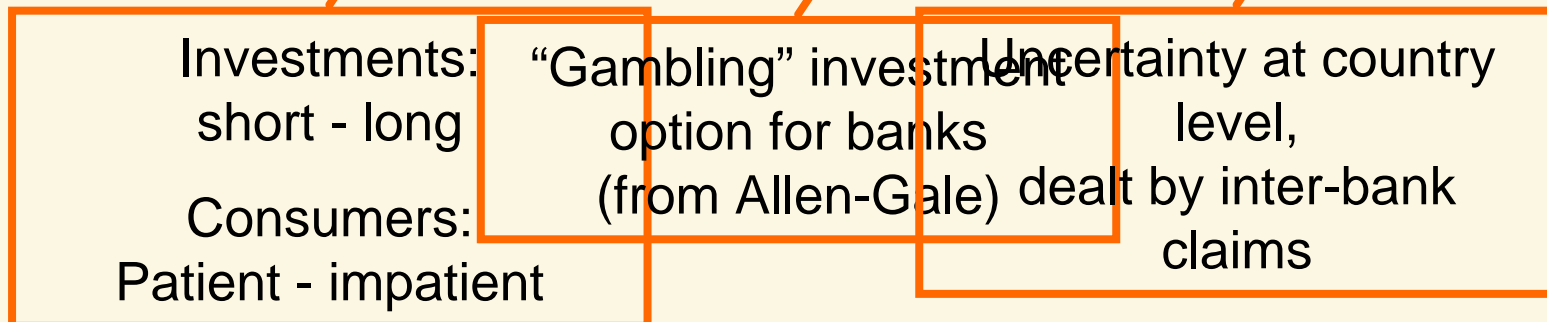 Investments:
short - long
Consumers:
Patient - impatient
“Gambling” investment
option for banks
(from Allen-Gale)
Uncertainty at country
level,
dealt by inter-bank
claims